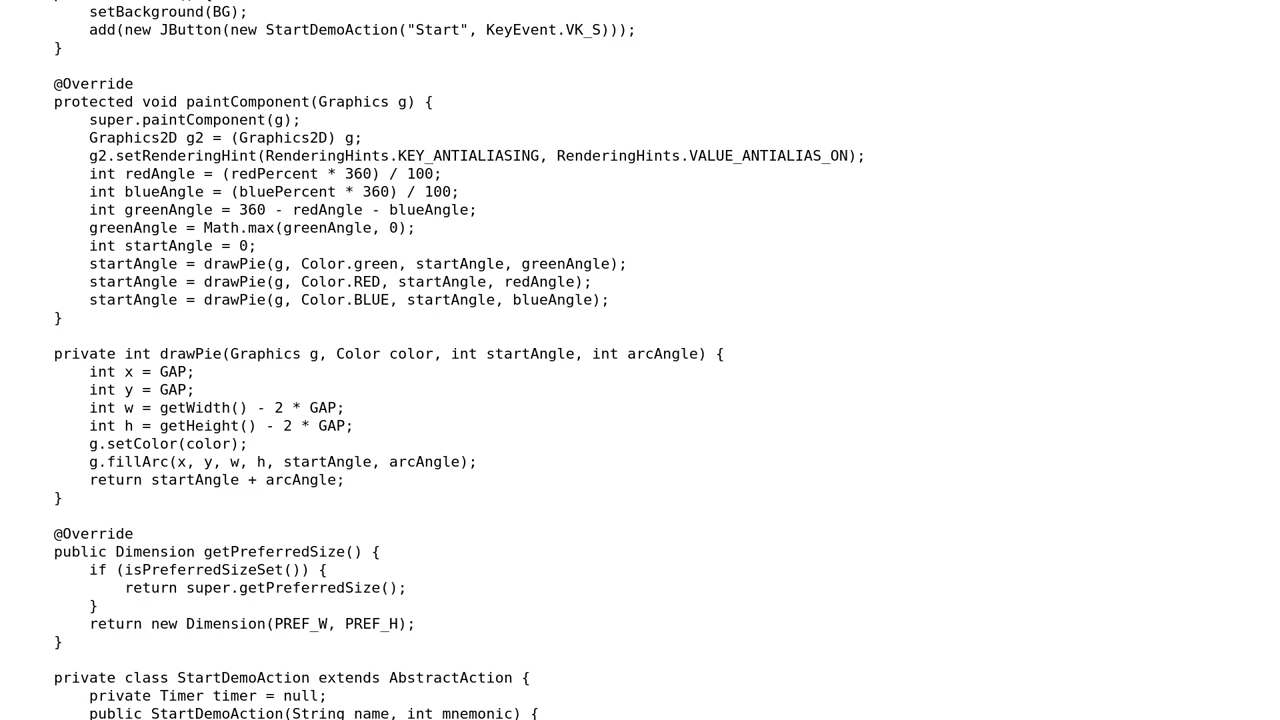 setBackground(BG);
add(new JButton(new StartDemoAction("Start", KeyEvent.VK_S)));
}
@Override
protected void paintComponent(Graphics g) {
super.paintComponent(g);
Graphics2D g2 = (Graphics2D) g;
g2.setRenderingHint(RenderingHints.KEY_ANTIALIASING, RenderingHints.VALUE_ANTIALIAS_ON);
int redAngle = (redPercent * 360) / 100;
int blueAngle = (bluePercent * 360) / 100;
int greenAngle = 360 - redAngle - blueAngle;
greenAngle = Math.max(greenAngle, 0);
int startAngle = 0;
startAngle = drawPie(g, Color.green, startAngle, greenAngle);
startAngle = drawPie(g, Color.RED, startAngle, redAngle);
startAngle = drawPie(g, Color.BLUE, startAngle, blueAngle);
}
private int drawPie(Graphics g, Color color, int startAngle, int arcAngle) {
int x = GAP;
int y = GAP;
int w = getWidth() - 2 * GAP;
int h = getHeight() - 2 * GAP;
g.setColor(color);
g.fillArc(x, y, w, h, startAngle, arcAngle);
return startAngle + arcAngle;
}
@Override
public Dimension getPreferredSize() {
if (isPreferredSizeSet()) {
return super.getPreferredSize();
}
return new Dimension(PREF_W, PREF_H);
}
private class StartDemoAction extends AbstractAction {
private Timer timer = null;
public StartDemoAction(String name, int mnemonic) {